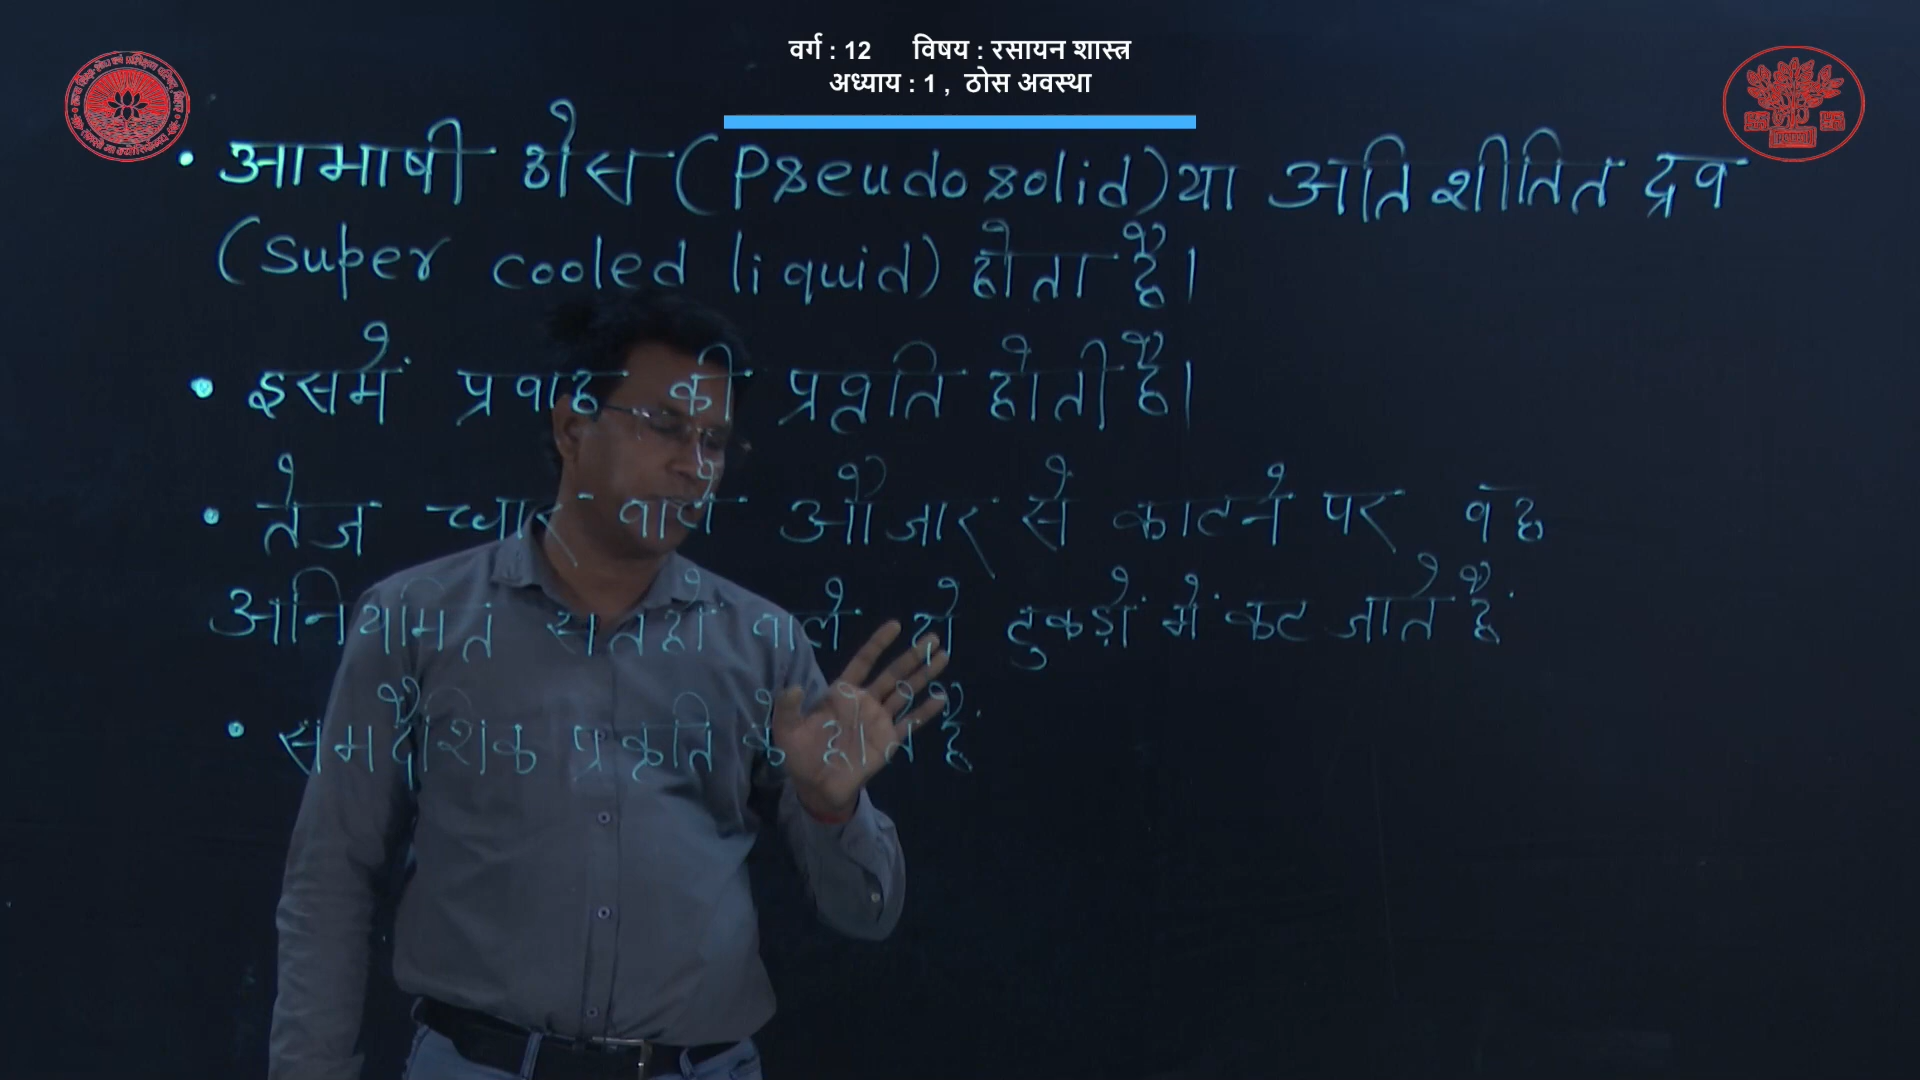 वर्ग : 12 विषय : रसायन शास्त्र
अध्याय : 1 , ठोस अवस्था
• आभाषी ठोस (Pseudo solid) या अतिशीतित द्रव
(Super cooled liquid) होता है।
• इसमें प्रवाह की प्रवृति होती है।
• तेज धार वाले औजार से काटने पर वह
अनियमित सतहों वाले दो टुकड़ों में कट जाते हैं
• समदैशिक प्रकृति के होते हैं